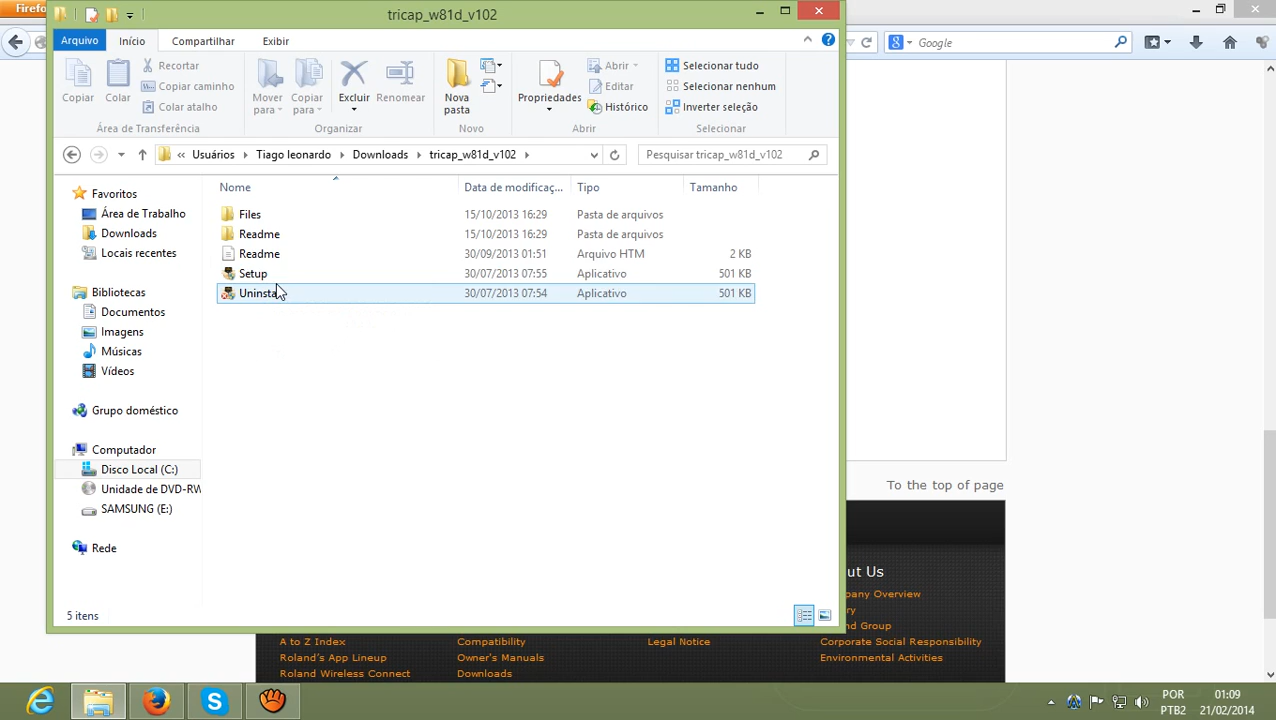 Firefo
tricap_w81d_v102
Arquivo
Início
Compartilhar
Exibir
Google
Copiar
Colar
Recortar
Copiar caminho
Colar atalho
Mover para
Copiar para
Excluir
Renomear
Nova pasta
Propriedades
Abrir
Editar
Histórico
Selecionar tudo
Selecionar nenhum
Inverter seleção
Área de Transferência
Organizar
Novo
Abrir
Selecionar
« Usuários
Tiago leonardo
Downloads
tricap_w81d_v102
Pesquisar tricap_w81d_v102
Nome
Data de modificaç...
Tipo
Tamanho
Files 15/10/2013 16:29 Pasta de arquivos
Readme 15/10/2013 16:29 Pasta de arquivos
Readme 30/09/2013 01:51 Arquivo HTM 2 KB
Setup 30/07/2013 07:55 Aplicativo 501 KB
Uninsta 30/07/2013 07:54 Aplicativo 501 KB
Favoritos
Área de Trabalho
Downloads
Locais recentes
Bibliotecas
Documentos
Imagens
Músicas
Vídeos
Grupo doméstico
Computador
Disco Local (C:)
Unidade de DVD-RW
SAMSUNG (E:)
Rede
5 itens
To the top of page
ut Us
pany Overview
ry
nd Group
Corporate Social Responsibility
Environmental Activities
A to Z Index
Roland's App Lineup
Roland Wireless Connect
Compatibility
Owner's Manuals
Downloads
Legal Notice
POR
PTB2
01:09
21/02/2014